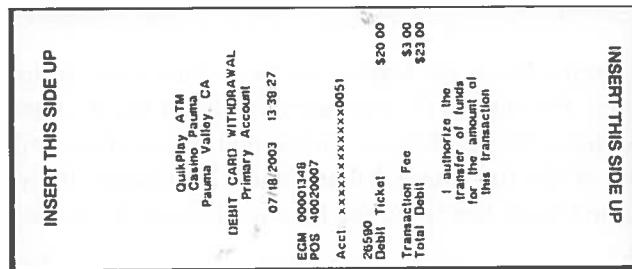 INSERT THIS SIDE UP
QuikPlay ATM
Casino Pauma
Pauma Valley, CA
DEBIT CARD WITHDRAWAL
Primary Account
07/18/2003 13 39 27
EGM 00001348
POS 40020007
Acct xxxxxxxxxxxx0051
26590
Debit Ticket $20 00
Transaction Fee $3 00
Total Debit $23 00
I authorize the
transfer of funds
for the amount of
this transaction
INSERT THIS SIDE UP